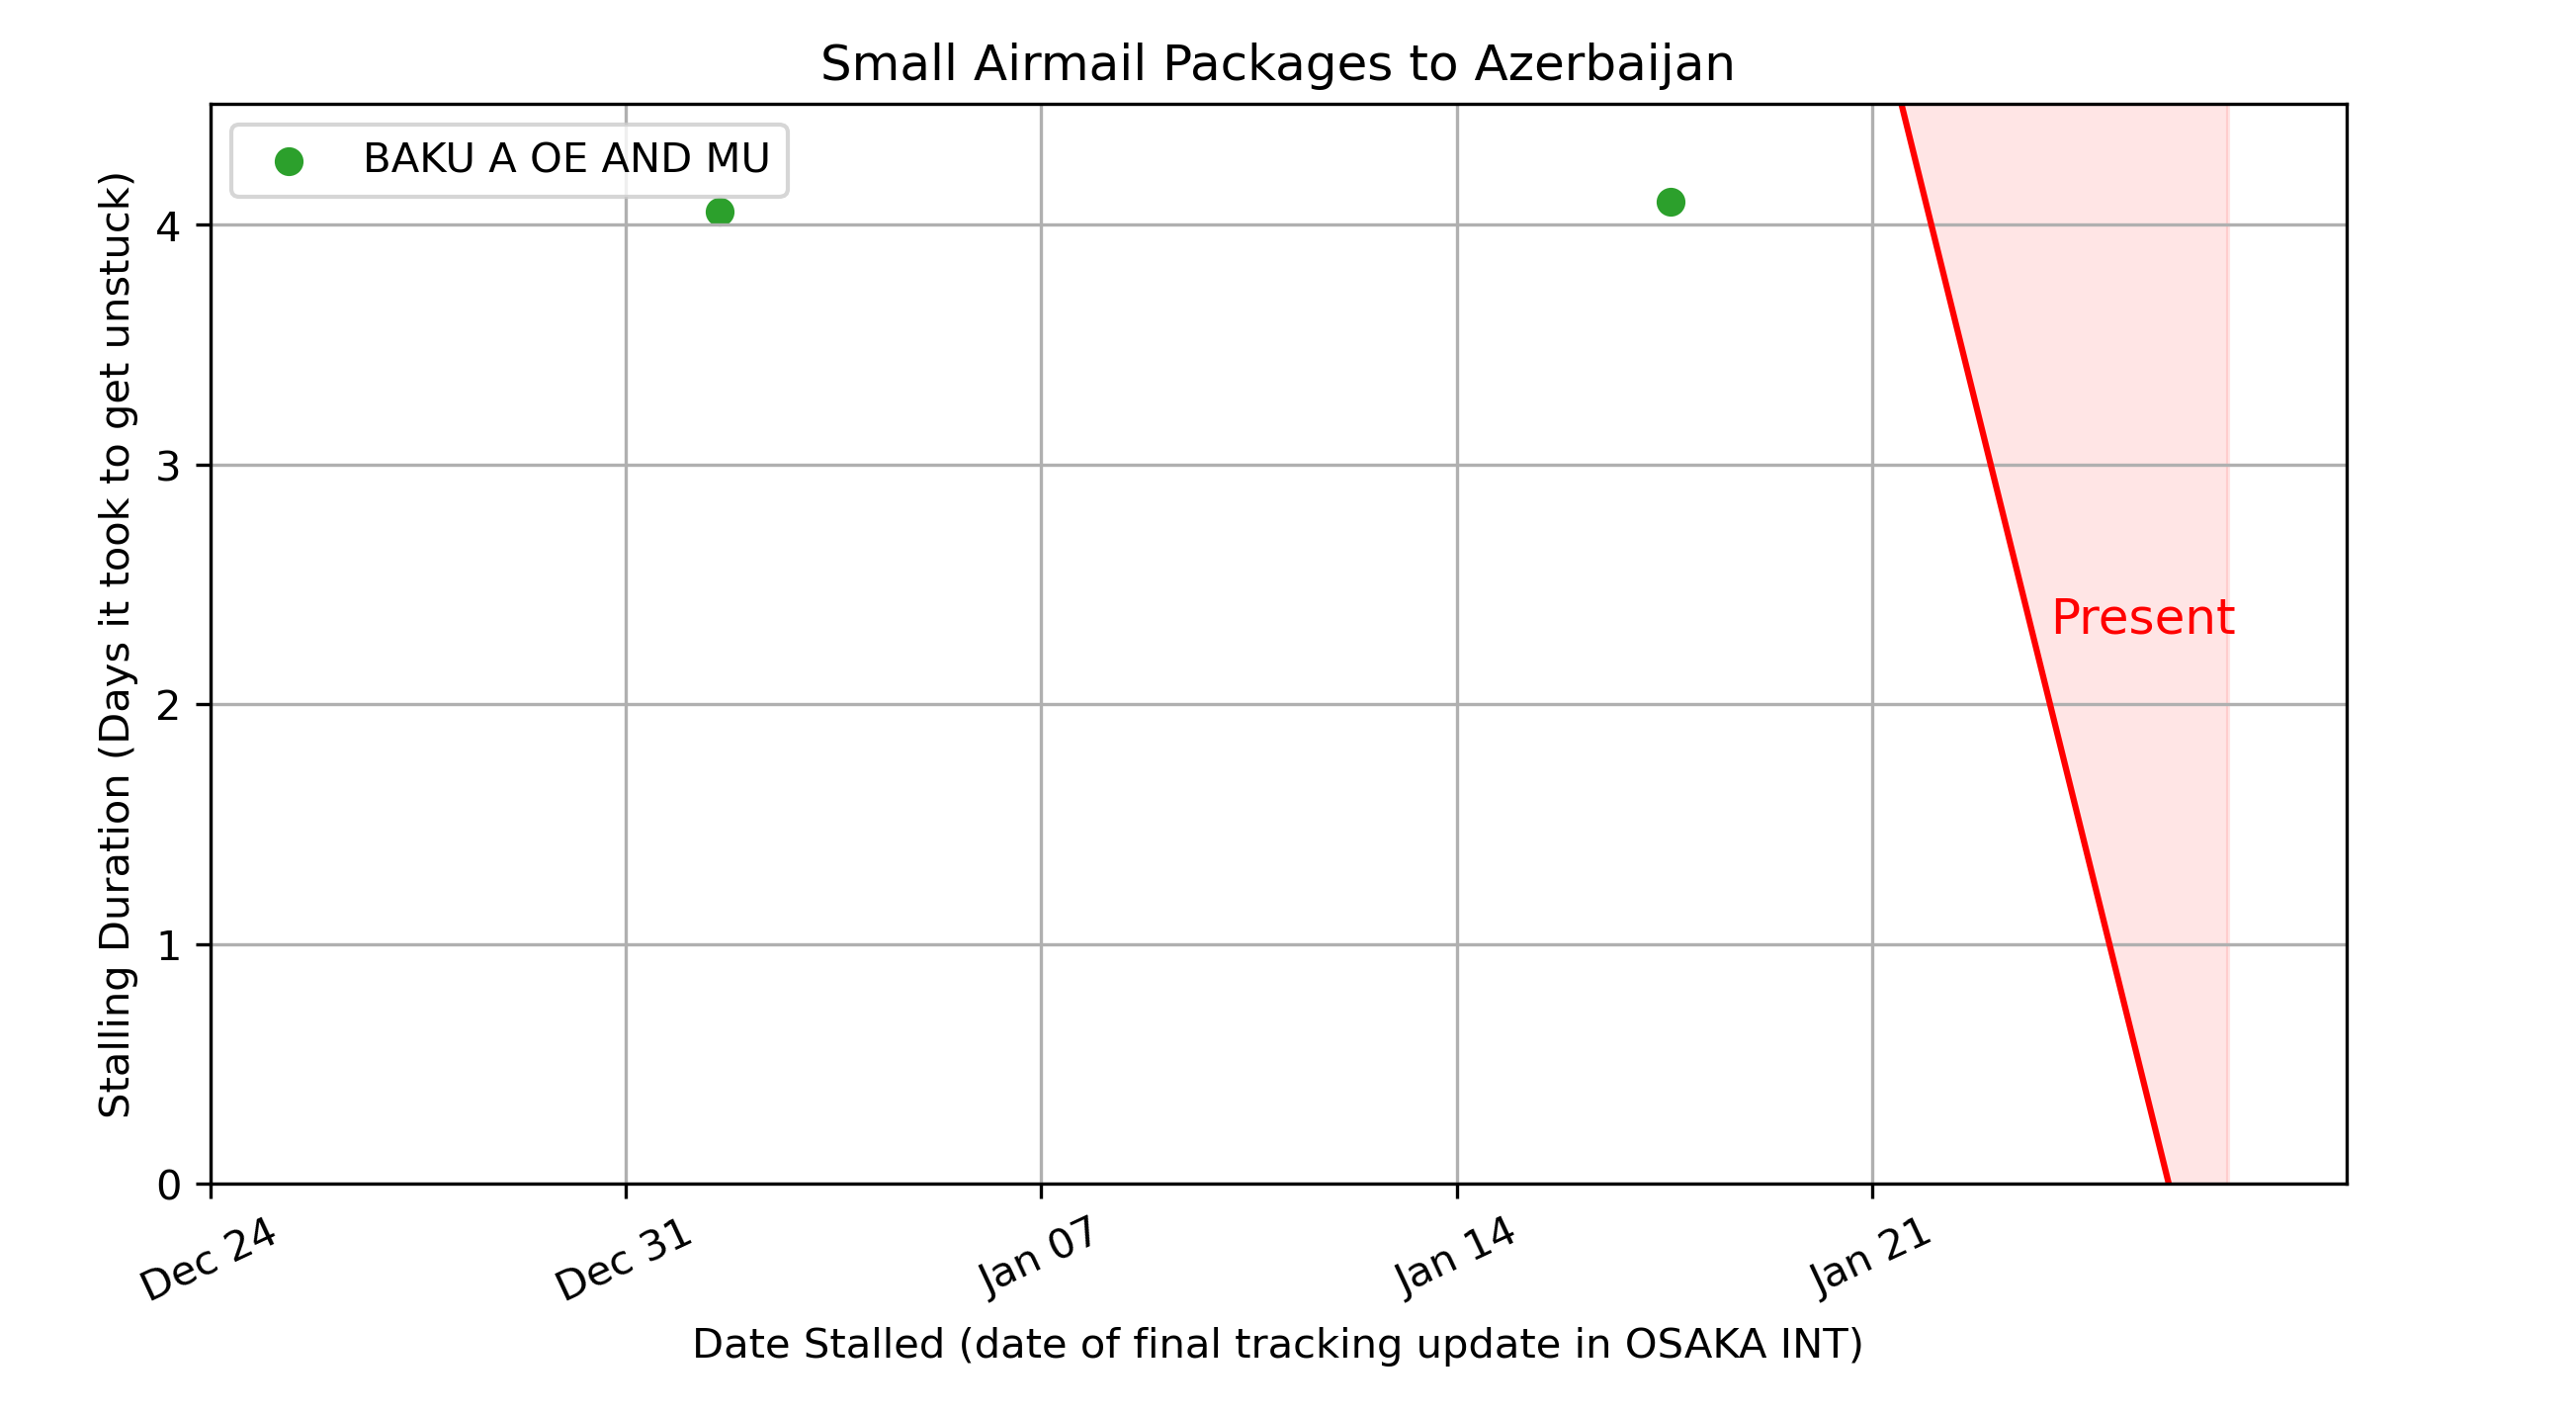 Small Airmail Packages to Azerbaijan
BAKU A OE AND MU
Stalling Duration (Days it took to get unstuck)
4
3
2
1
0
Present
Dec 24
Dec 31
Jan 07
Jan 14
Jan 21
Date Stalled (date of final tracking update in OSAKA INT)